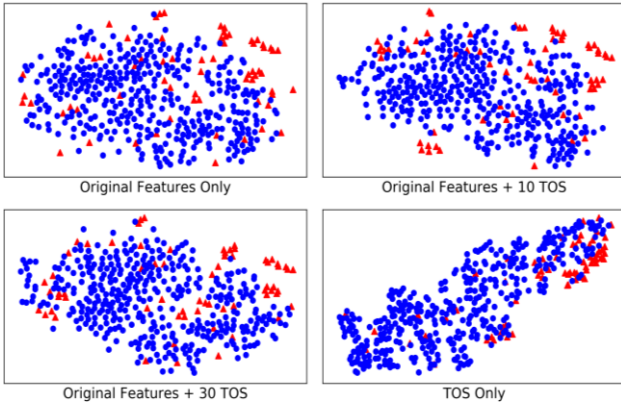 Original Features Only
Original Features + 10 TOS
Original Features + 30 TOS
TOS Only